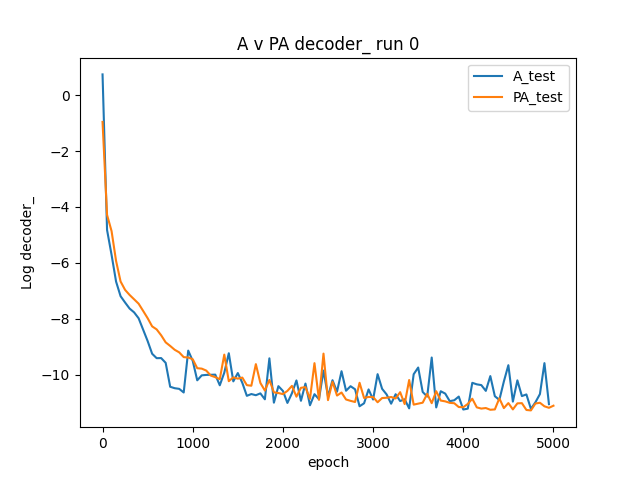 A v PA decoder_ run 0
A_test
PA_test
Log decoder_
0
−2
−4
−6
−8
−10
0
1000
2000
3000
4000
5000
epoch